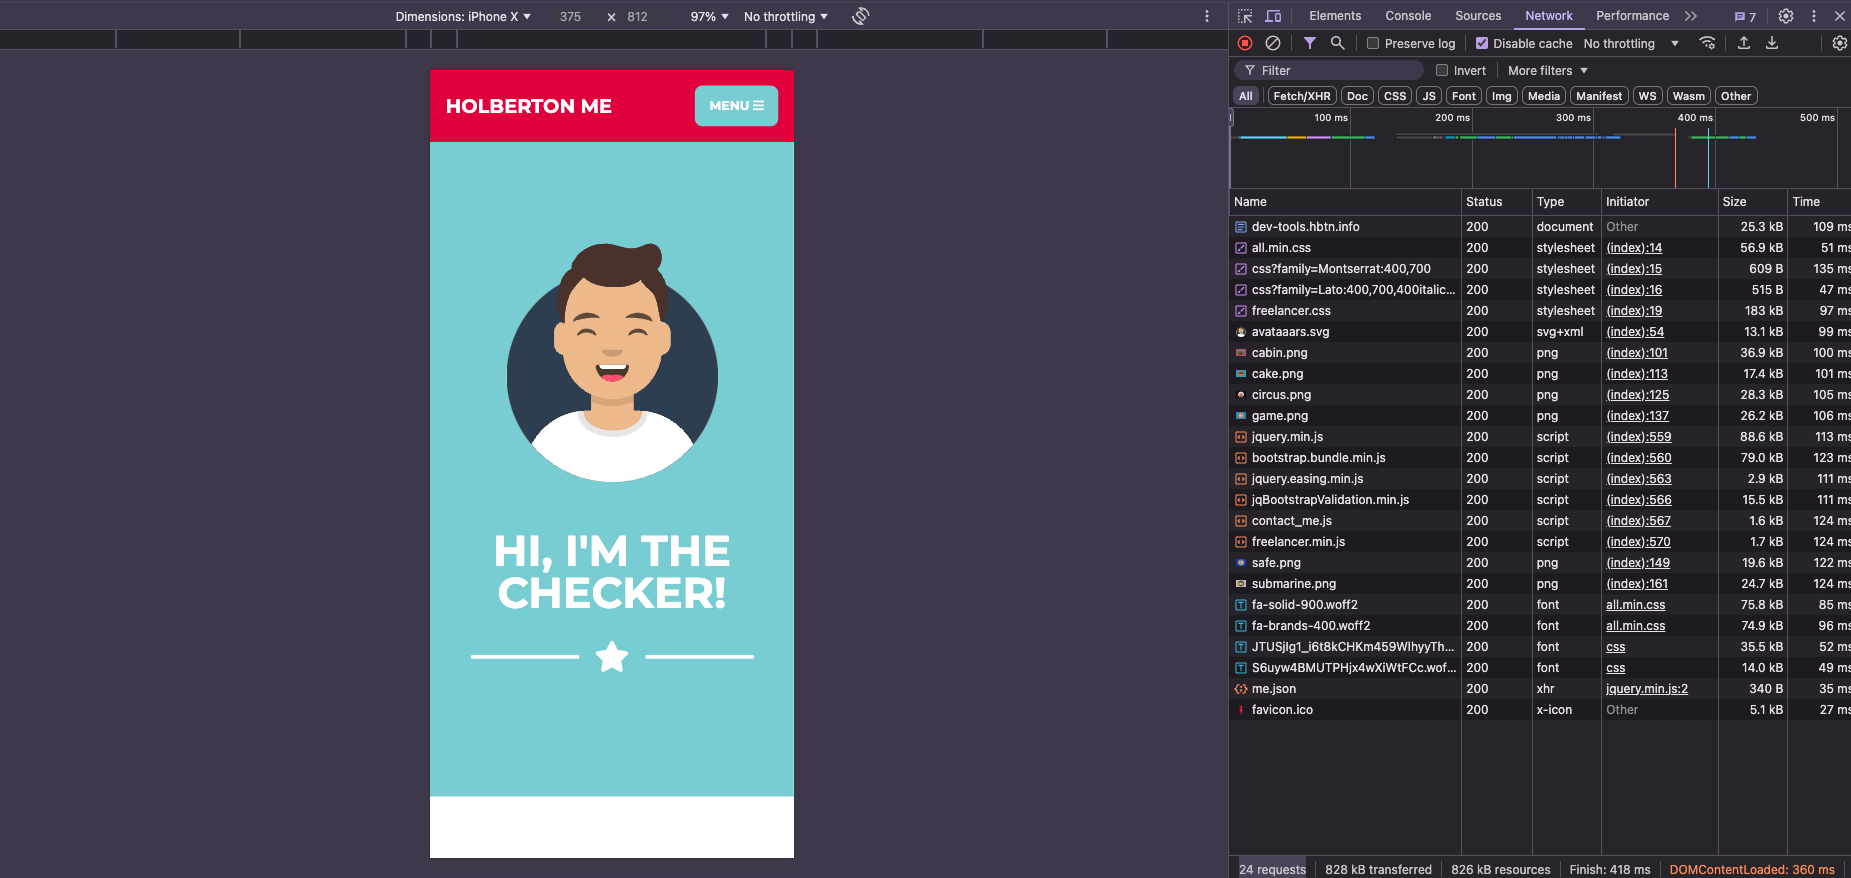 Dimensions: iPhone X ▼ 375 x 812 97% ▼ No throttling ▼
HOLBERTON ME
MENU
HI, I'M THE
CHECKER!
Elements Console Sources Network Performance 7
Preserve log Disable cache No throttling ▼
Filter Invert More filters ▼
All Fetch/XHR Doc CSS JS Font Img Media Manifest WS Wasm Other
100 ms 200 ms 300 ms 400 ms 500 ms
Name Status Type Initiator Size Time
dev-tools.hbtn.info 200 document Other 25.3 kB 109 ms
all.min.css 200 stylesheet (index):14 56.9 kB 51 ms
css?family=Montserrat:400,700 200 stylesheet (index):15 609 B 135 ms
css?family=Lato:400,700,400italic... 200 stylesheet (index):16 515 B 47 ms
freelancer.css 200 stylesheet (index):19 183 kB 97 ms
avataaars.svg 200 svg+xml (index):54 13.1 kB 99 ms
cabin.png 200 png (index):101 36.9 kB 100 ms
cake.png 200 png (index):113 17.4 kB 101 ms
circus.png 200 png (index):125 28.3 kB 105 ms
game.png 200 png (index):137 26.2 kB 106 ms
jquery.min.js 200 script (index):559 88.6 kB 113 ms
bootstrap.bundle.min.js 200 script (index):560 79.0 kB 123 ms
jquery.easing.min.js 200 script (index):563 2.9 kB 111 ms
jqBootstrapValidation.min.js 200 script (index):566 15.5 kB 111 ms
contact_me.js 200 script (index):567 1.6 kB 124 ms
freelancer.min.js 200 script (index):570 1.7 kB 124 ms
safe.png 200 png (index):149 19.6 kB 122 ms
submarine.png 200 png (index):161 24.7 kB 124 ms
fa-solid-900.woff2 200 font all.min.css 75.8 kB 85 ms
fa-brands-400.woff2 200 font all.min.css 74.9 kB 96 ms
JTUSjIg1_i6t8kCHKm459WlhyyTh... 200 font css 35.5 kB 52 ms
S6uyw4BMUTPHjx4wXiWtFCc.wof... 200 font css 14.0 kB 49 ms
me.json 200 xhr jquery.min.js:2 340 B 35 ms
favicon.ico 200 x-icon Other 5.1 kB 27 ms
24 requests 828 kB transferred 826 kB resources Finish: 418 ms DOMContentLoaded: 360 ms